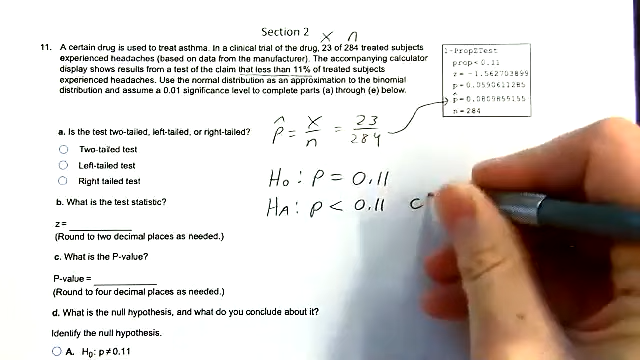 Section 2
x n
11. A certain drug is used to treat asthma. In a clinical trial of the drug, 23 of 284 treated subjects
experienced headaches (based on data from the manufacturer). The accompanying calculator
display shows results from a test of the claim that less than 11% of treated subjects
experienced headaches. Use the normal distribution as an approximation to the binomial
distribution and assume a 0.01 significance level to complete parts (a) through (e) below.
1-PropZTest
prop<0.11
z=-1.562703899
p=0.0590611285
p̂=0.0809859155
n=284
a. Is the test two-tailed, left-tailed, or right-tailed?
Two-tailed test
Left-tailed test
Right tailed test
p̂ = x/n = 23/284
H0 : p = 0.11
HA : p < 0.11 c
b. What is the test statistic?
z=
(Round to two decimal places as needed.)
c. What is the P-value?
P-value =
(Round to four decimal places as needed.)
d. What is the null hypothesis, and what do you conclude about it?
Identify the null hypothesis.
A. H0: p≠0.11